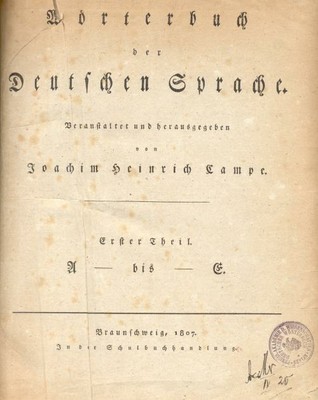 Wörterbuch
der
Deutschen Sprache.
Veranstaltet und herausgegeben
von
Joachim Heinrich Campe.
Erster Theil.
A — bis — E.
Braunschweig, 1807.
In der Schulbuchhandlung.